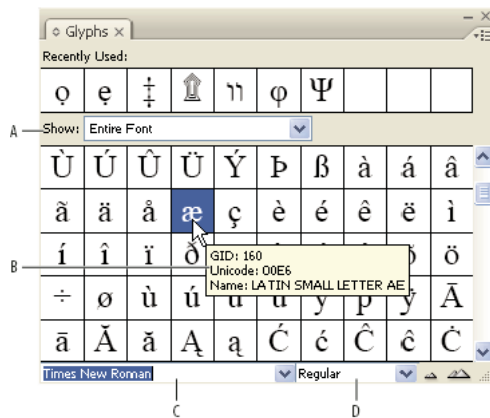 Glyphs ×
Recently Used:
ọ ẹ ‡ ײ φ Ψ
A
Show: Entire Font
Ù Ú Û Ü Ý Þ ß à á â
ã ä å æ ç è é ê ë ì
í î ï ð ö
B
GID: 160
Unicode: 00E6
Name: LATIN SMALL LETTER AE
÷ ø ù ú û ü ý þ ÿ Ā
ā Ă ă Ą ą Ć ć Ĉ ĉ Ċ
Times New Roman Regular
C D